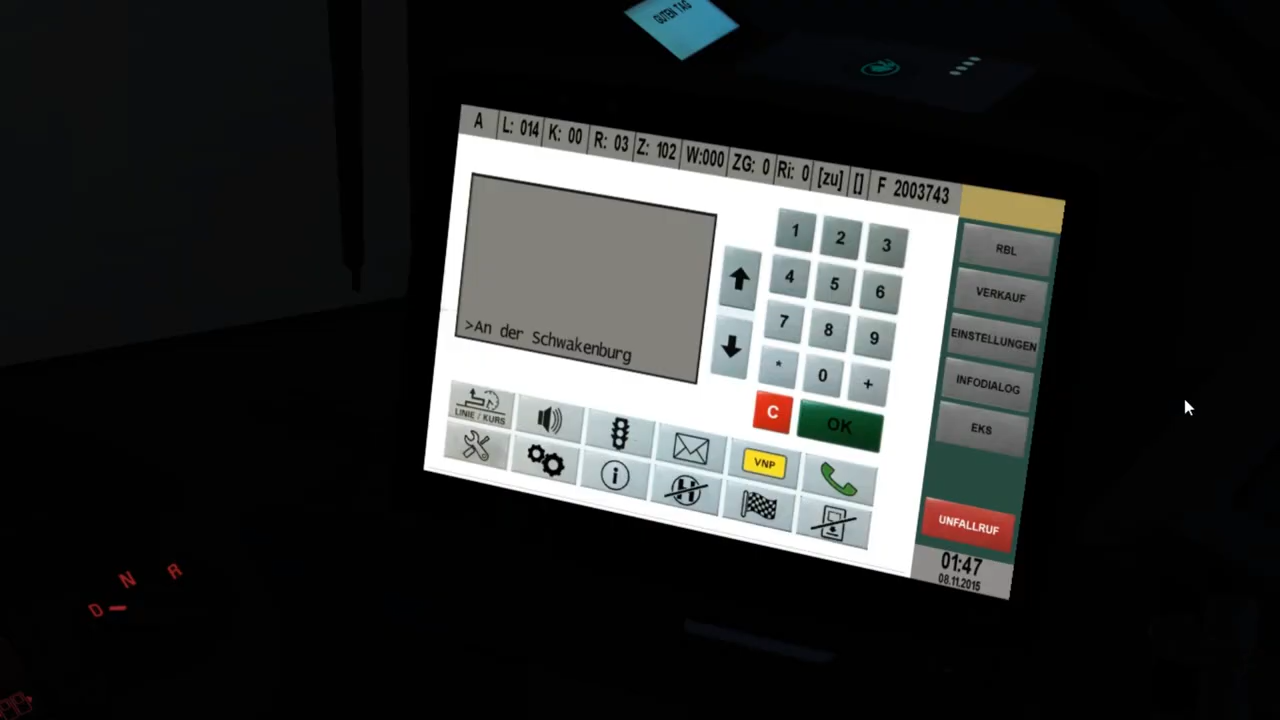 GUTEN TAG
A L: 014 K: 00 R: 03 Z: 102 W:000 ZG: 0 Ri: 0 [zu] [] F 2003743
>An der Schwakenburg
1 2 3
4 5 6
7 8 9
* 0 +
C OK
LINIE / KURS
VNP
H
RBL
VERKAUF
EINSTELLUNGEN
INFODIALOG
EKS
UNFALLRUF
01:47
08.11.2015
D N R